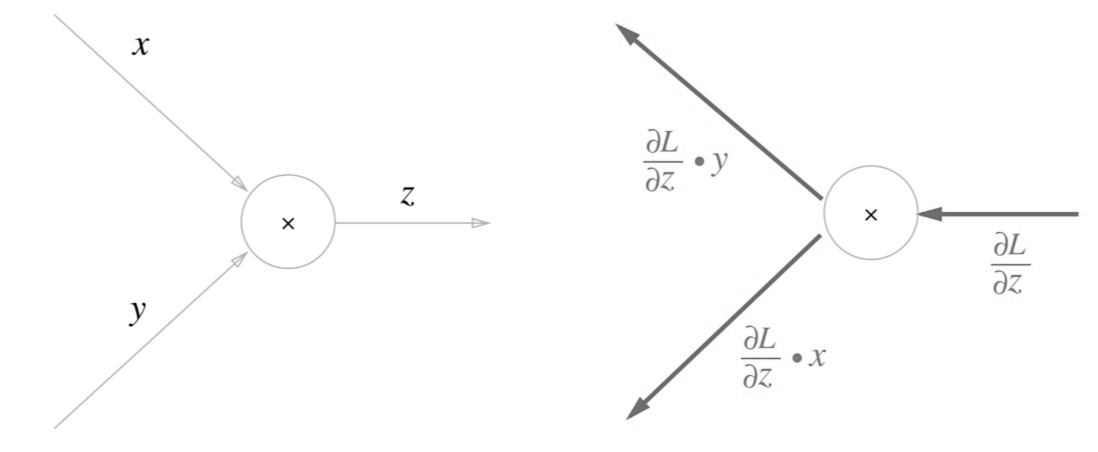 x
×
z
y
∂L/∂z • y
×
∂L/∂z
∂L/∂z • x